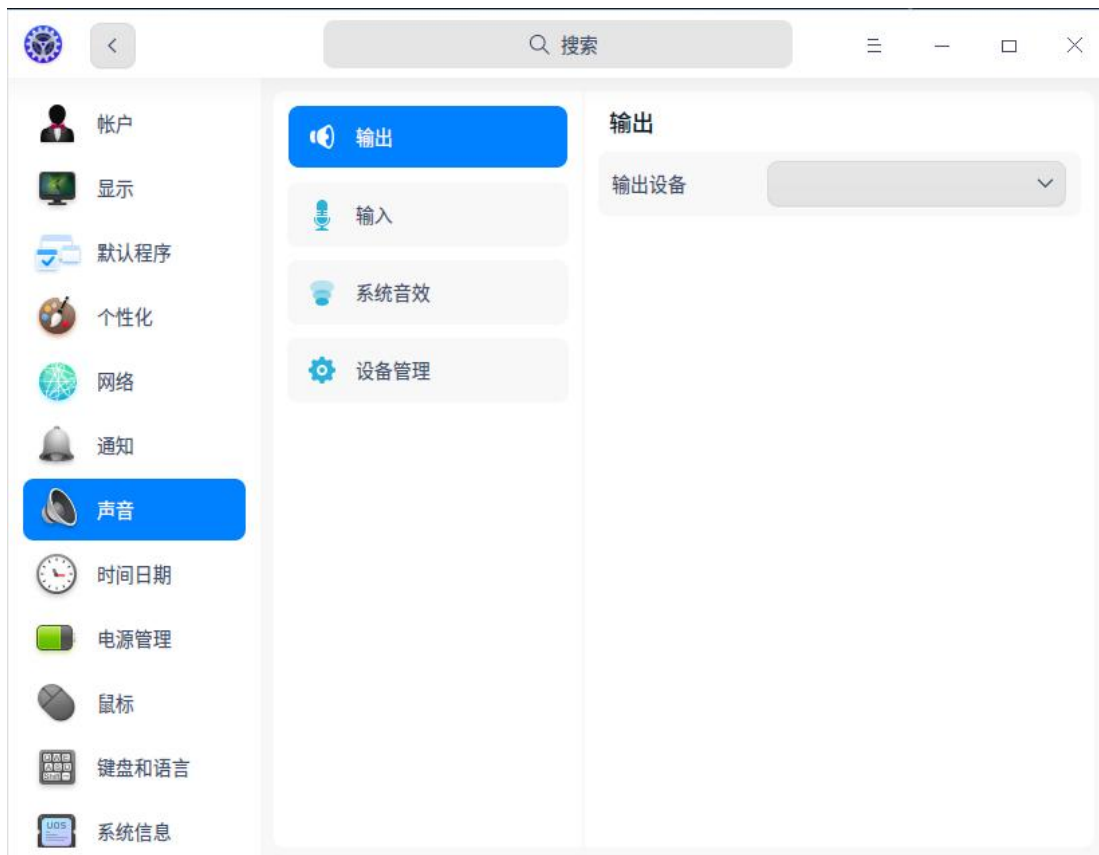 搜索
帐户
显示
默认程序
个性化
网络
通知
声音
时间日期
电源管理
鼠标
键盘和语言
系统信息
输出
输入
系统音效
设备管理
输出
输出设备